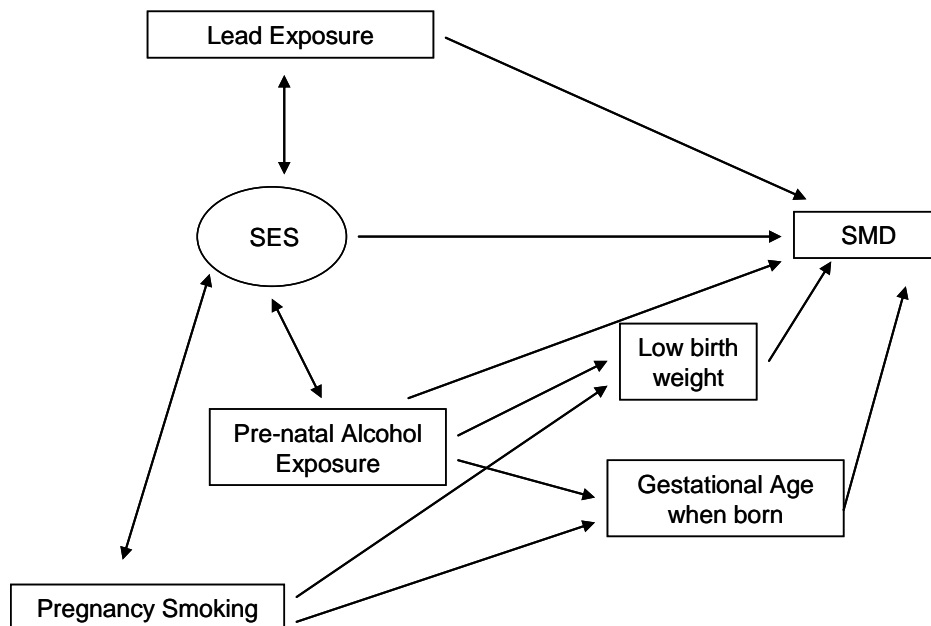 Lead Exposure
SES
SMD
Low birth
weight
Pre-natal Alcohol
Exposure
Gestational Age
when born
Pregnancy Smoking